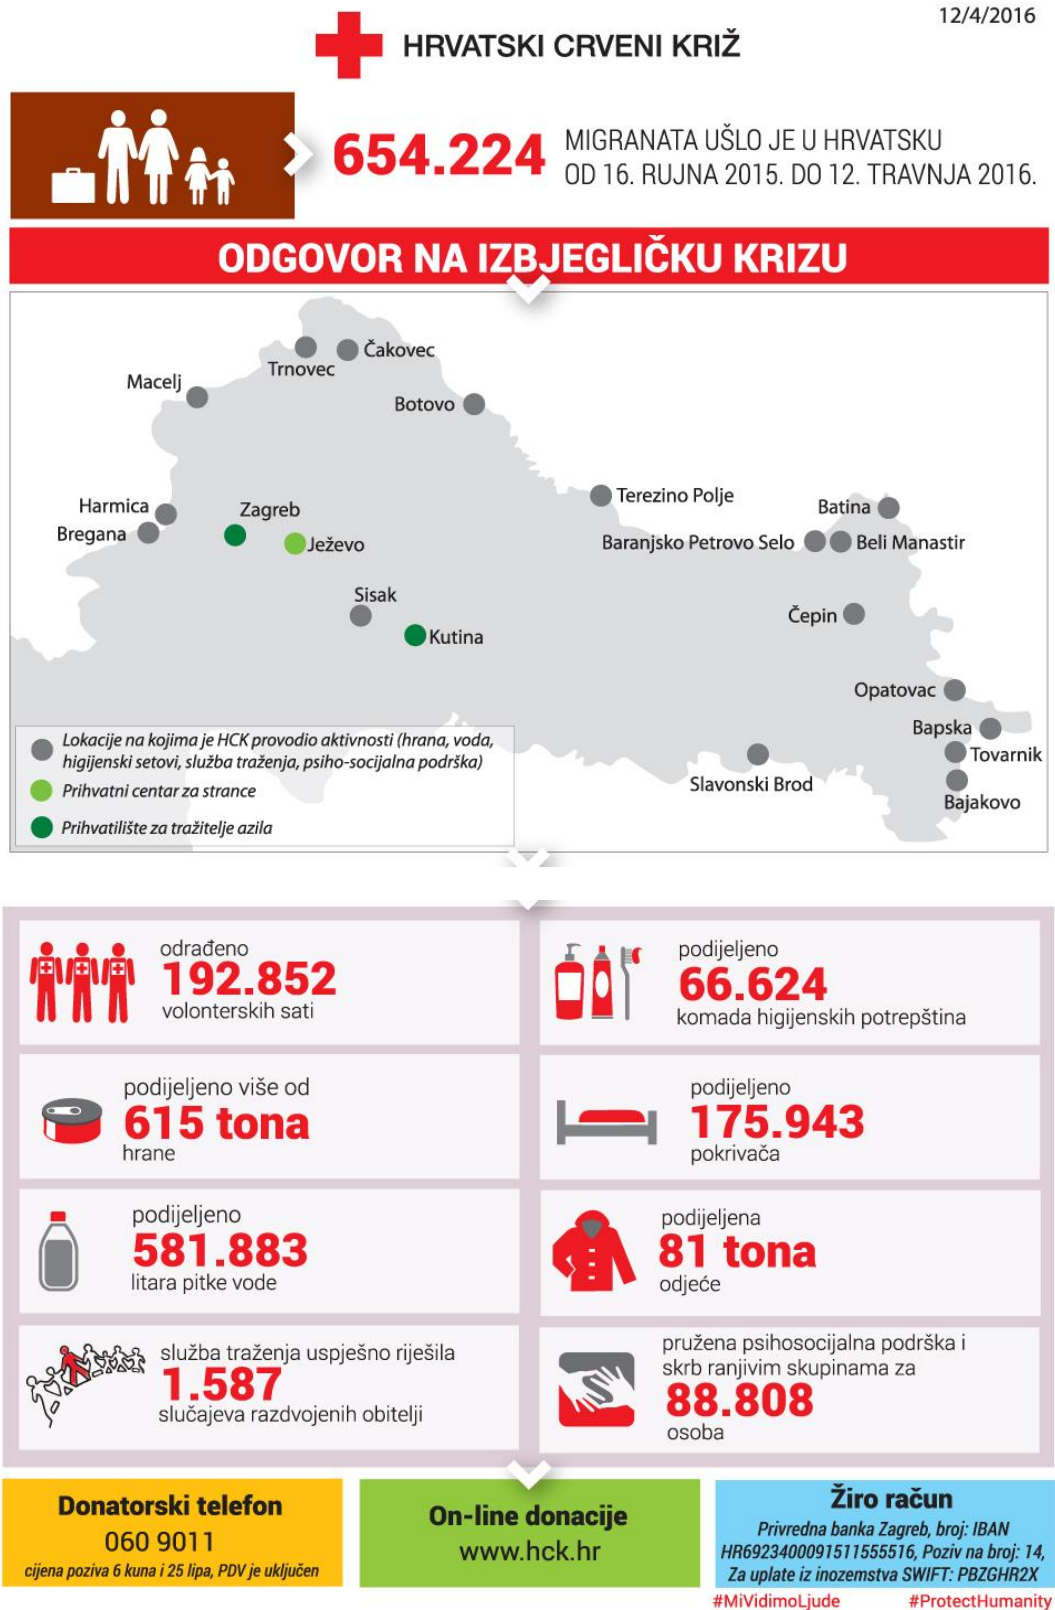 12/4/2016
HRVATSKI CRVENI KRIŽ
654.224
MIGRANATA UŠLO JE U HRVATSKU
OD 16. RUJNA 2015. DO 12. TRAVNJA 2016.
ODGOVOR NA IZBJEGLIČKU KRIZU
Čakovec
Trnovec
Macelj
Botovo
Terezino Polje
Harmica
Zagreb
Batina
Bregana
Ježevo
Baranjsko Petrovo Selo
Beli Manastir
Sisak
Čepin
Kutina
Opatovac
Bapska
Tovarnik
Slavonski Brod
Bajakovo
Lokacije na kojima je HCK provodio aktivnosti (hrana, voda,
higijenski setovi, služba traženja, psiho-socijalna podrška)
Prihvatni centar za strance
Prihvatilište za tražitelje azila
odrađeno
192.852
volonterskih sati
podijeljeno
66.624
komada higijenskih potrepština
podijeljeno više od
615 tona
hrane
podijeljeno
175.943
pokrivača
podijeljeno
581.883
litara pitke vode
podijeljena
81 tona
odjeće
služba traženja uspješno riješila
1.587
slučajeva razdvojenih obitelji
pružena psihosocijalna podrška i
skrb ranjivim skupinama za
88.808
osoba
Donatorski telefon
060 9011
cijena poziva 6 kuna i 25 lipa, PDV je uključen
On-line donacije
www.hck.hr
Žiro račun
Privredna banka Zagreb, broj: IBAN
HR6923400091511555516, Poziv na broj: 14,
Za uplate iz inozemstva SWIFT: PBZGHR2X
#MiVidimoLjude
#ProtectHumanity